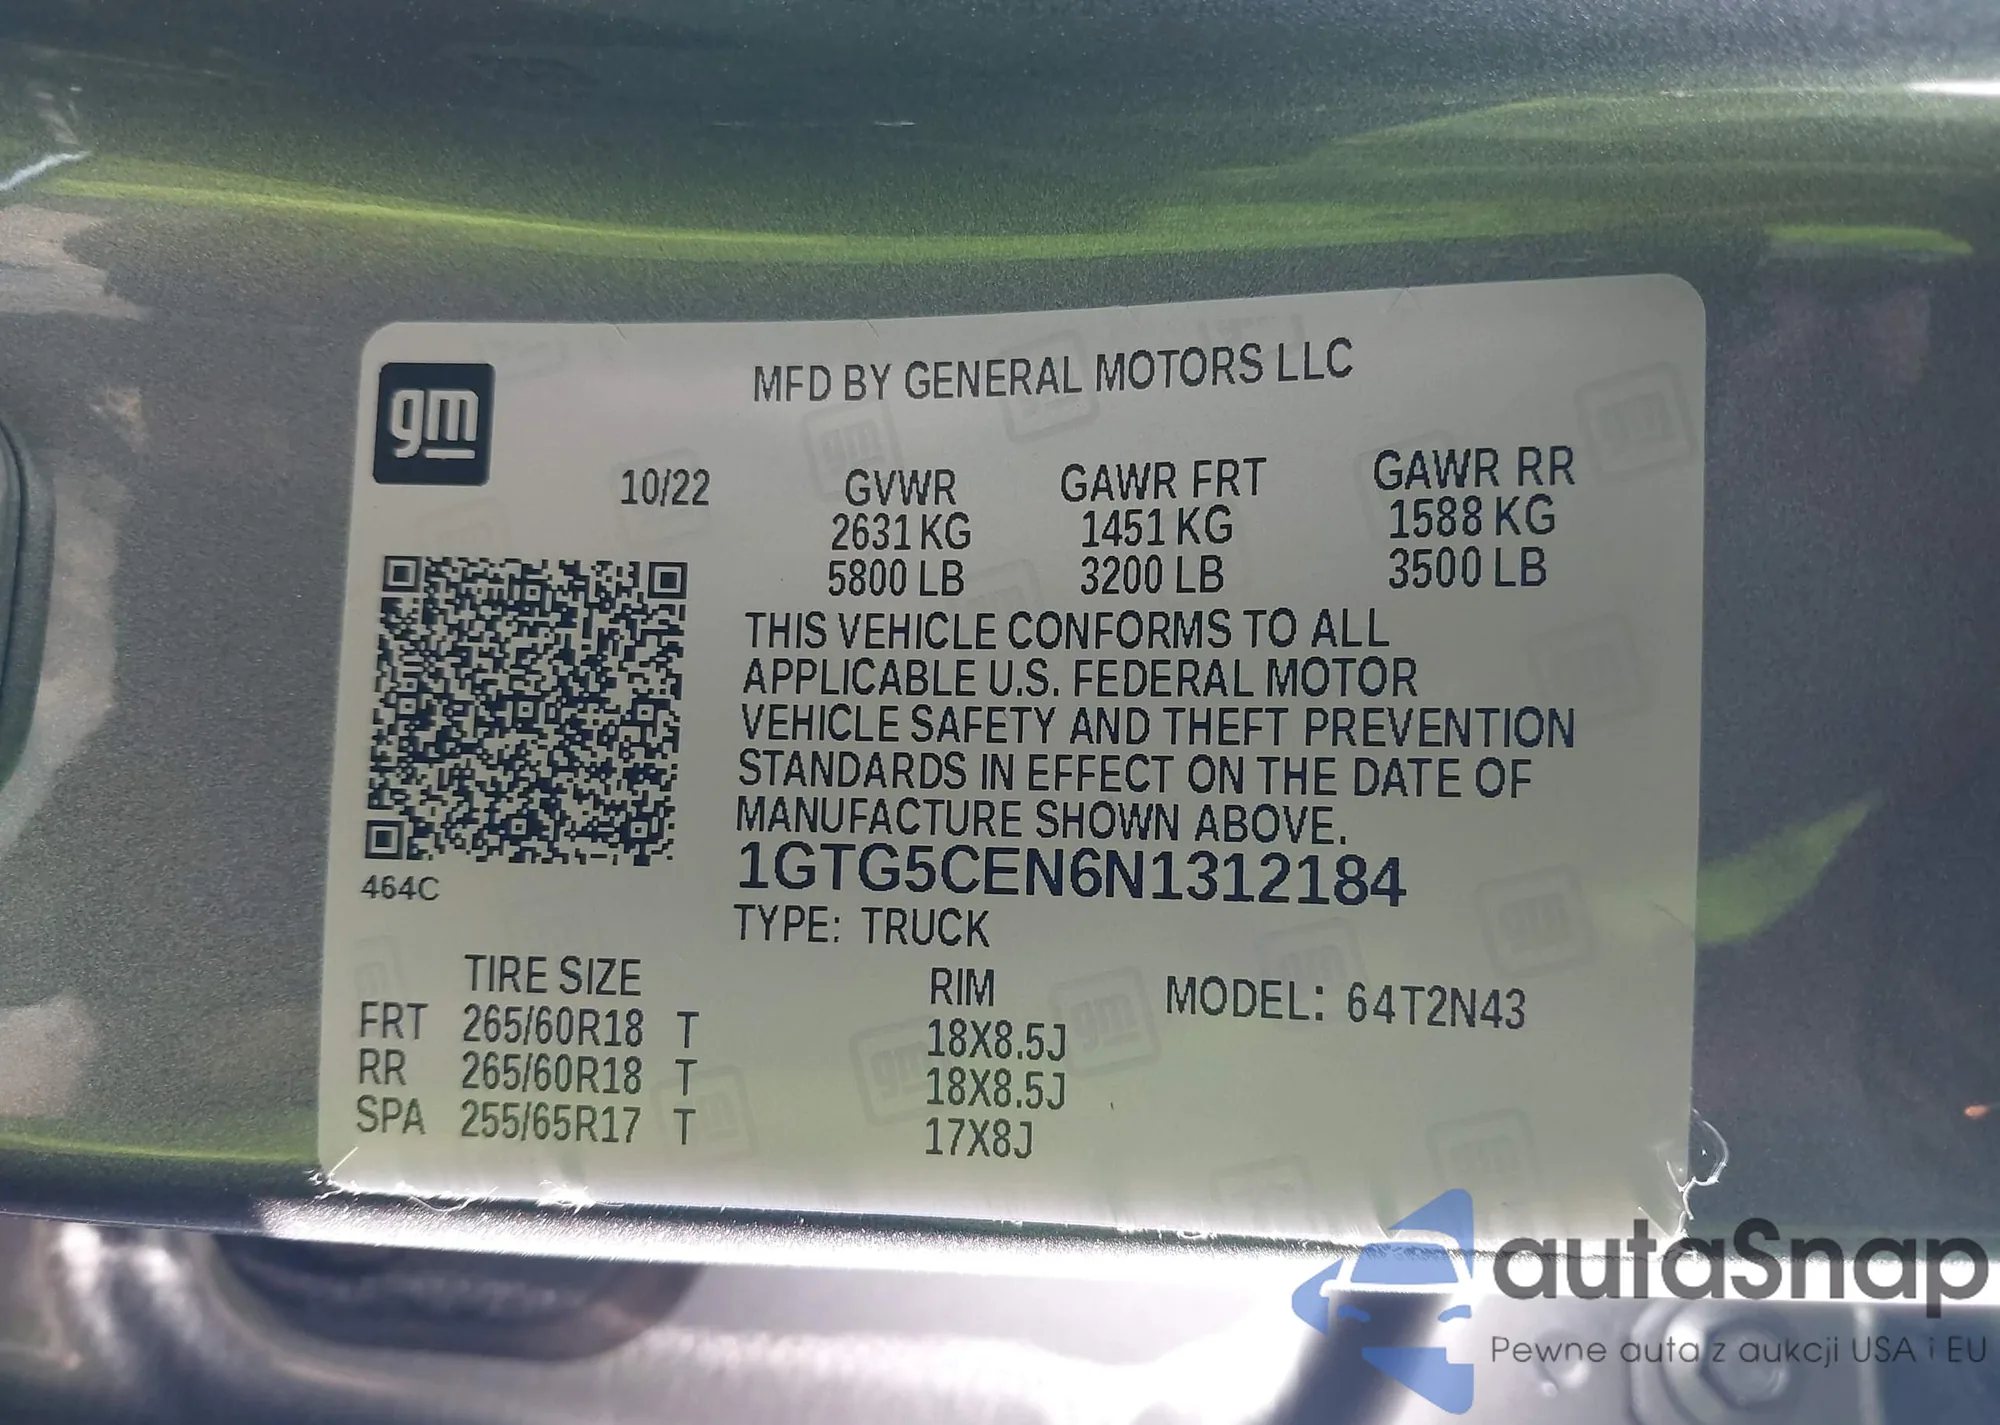 gm
MFD BY GENERAL MOTORS LLC
10/22 GVWR GAWR FRT GAWR RR
2631 KG 1451 KG 1588 KG
5800 LB 3200 LB 3500 LB
THIS VEHICLE CONFORMS TO ALL
APPLICABLE U.S. FEDERAL MOTOR
VEHICLE SAFETY AND THEFT PREVENTION
STANDARDS IN EFFECT ON THE DATE OF
MANUFACTURE SHOWN ABOVE.
464C
1GTG5CEN6N1312184
TYPE: TRUCK
TIRE SIZE RIM MODEL: 64T2N43
FRT 265/60R18 T 18X8.5J
RR 265/60R18 T 18X8.5J
SPA 255/65R17 T 17X8J
autaSnap
Pewne auta z aukcji USA i EU